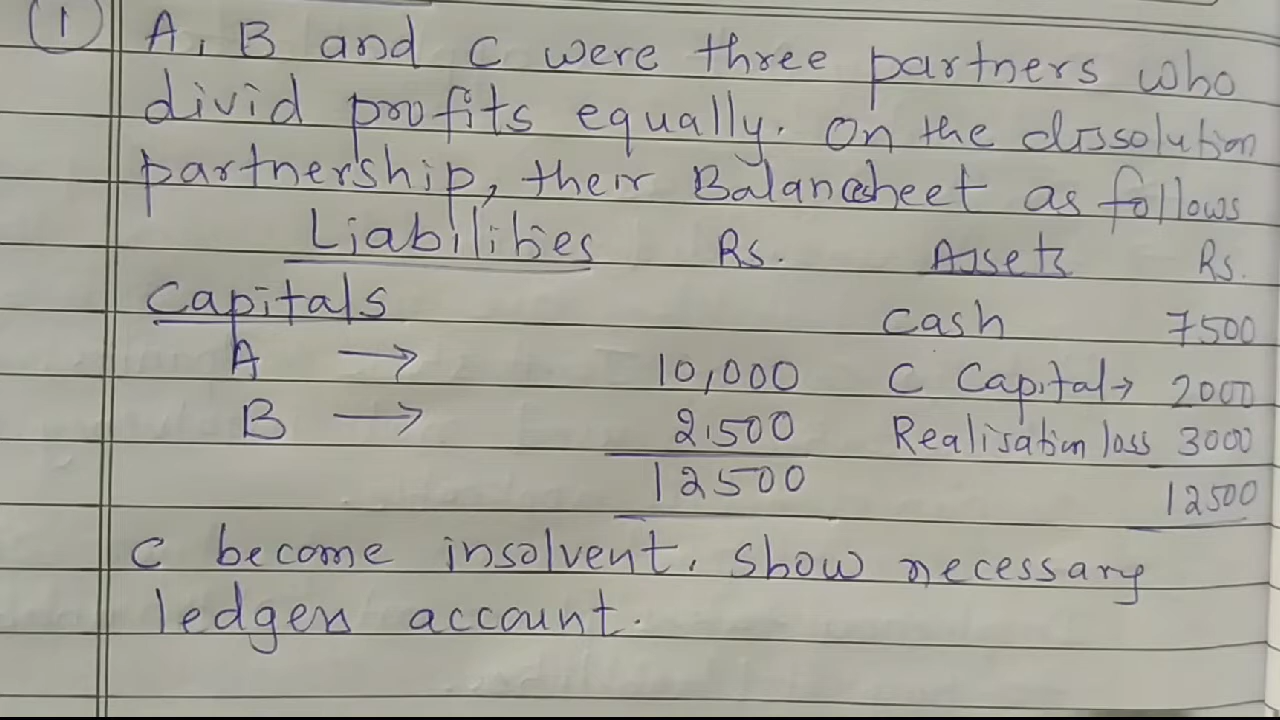 ① A, B and C were three partners who
divid profits equally. On the dissolution
partnership, their Balancsheet as follows
Liabilities Rs. Assets Rs.
Capitals Cash 7500
A → 10,000 C Capital → 2000
B → 2.500 Realisation loss 3000
12500 12500
C become insolvent. Show necessary
ledger account.